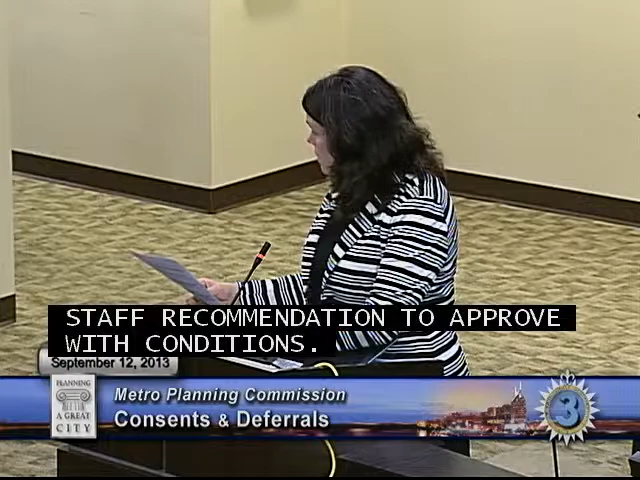 STAFF RECOMMENDATION TO APPROVE
WITH CONDITIONS.
September 12, 2013
PLANNING
A GREAT
CITY
Metro Planning Commission
Consents & Deferrals
3